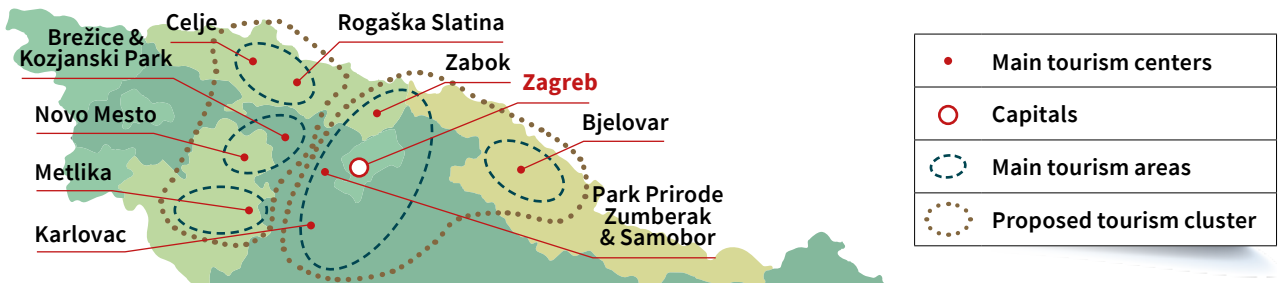 Celje
Rogaška Slatina
Brežice &
Kozjanski Park
Zabok
Zagreb
Novo Mesto
Bjelovar
Metlika
Park Prirode
Zumberak
& Samobor
Karlovac
Main tourism centers
Capitals
Main tourism areas
Proposed tourism cluster